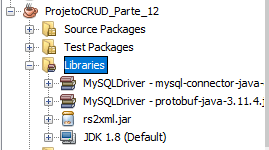 ProjetoCRUD_Parte_12
Source Packages
Test Packages
Libraries
MySQLDriver - mysql-connector-java-
MySQLDriver - protobuf-java-3.11.4.j
rs2xml.jar
JDK 1.8 (Default)